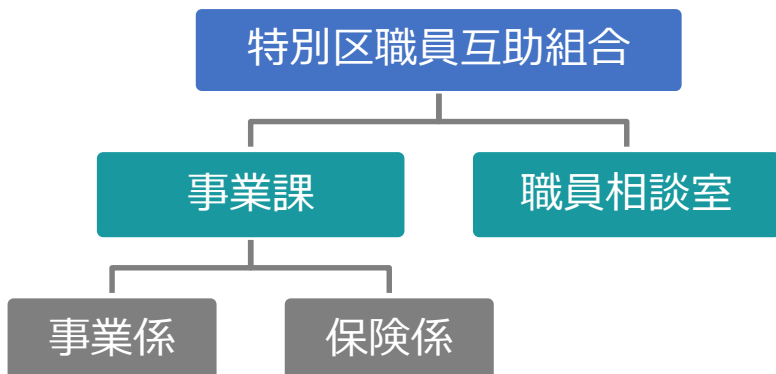 特別区職員互助組合
事業課
職員相談室
事業係
保険係